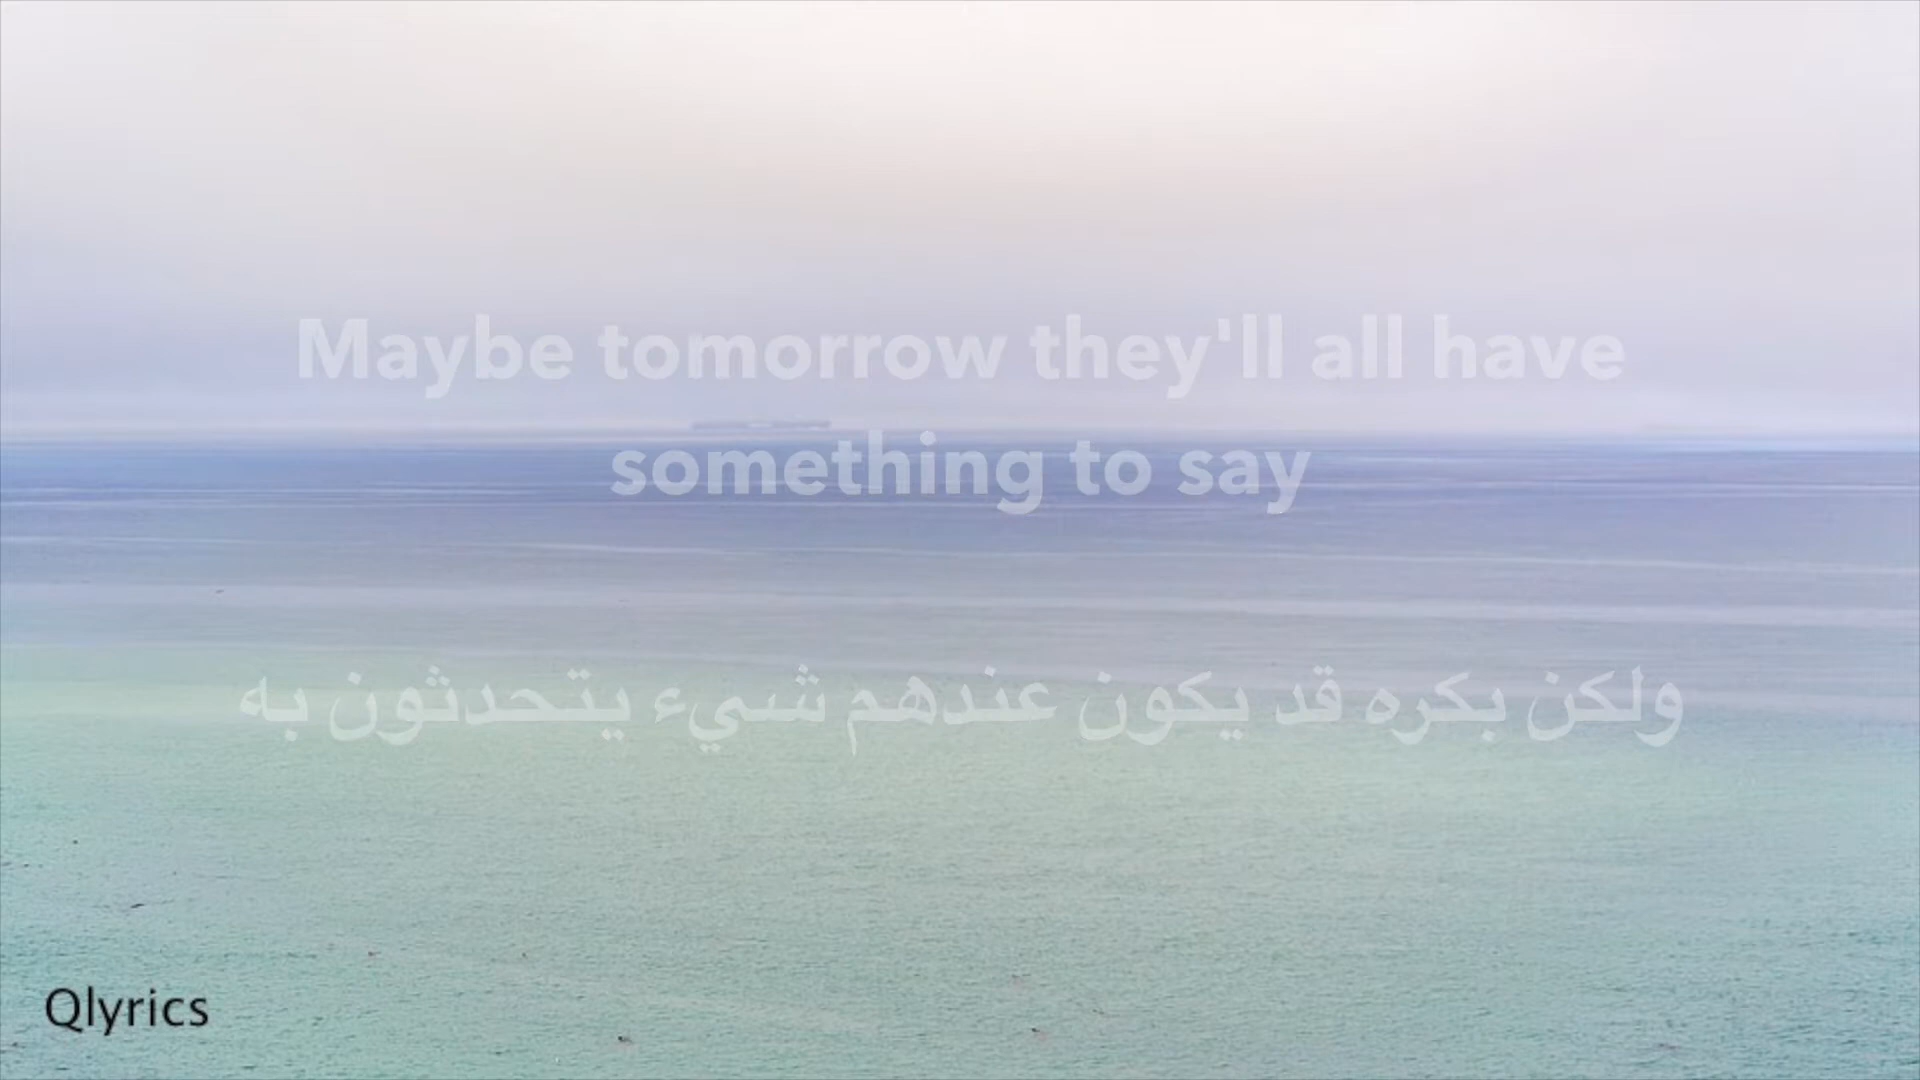 Maybe tomorrow they'll all have
something to say
ولكن بكره قد يكون عندهم شيء يتحدثون به
Qlyrics